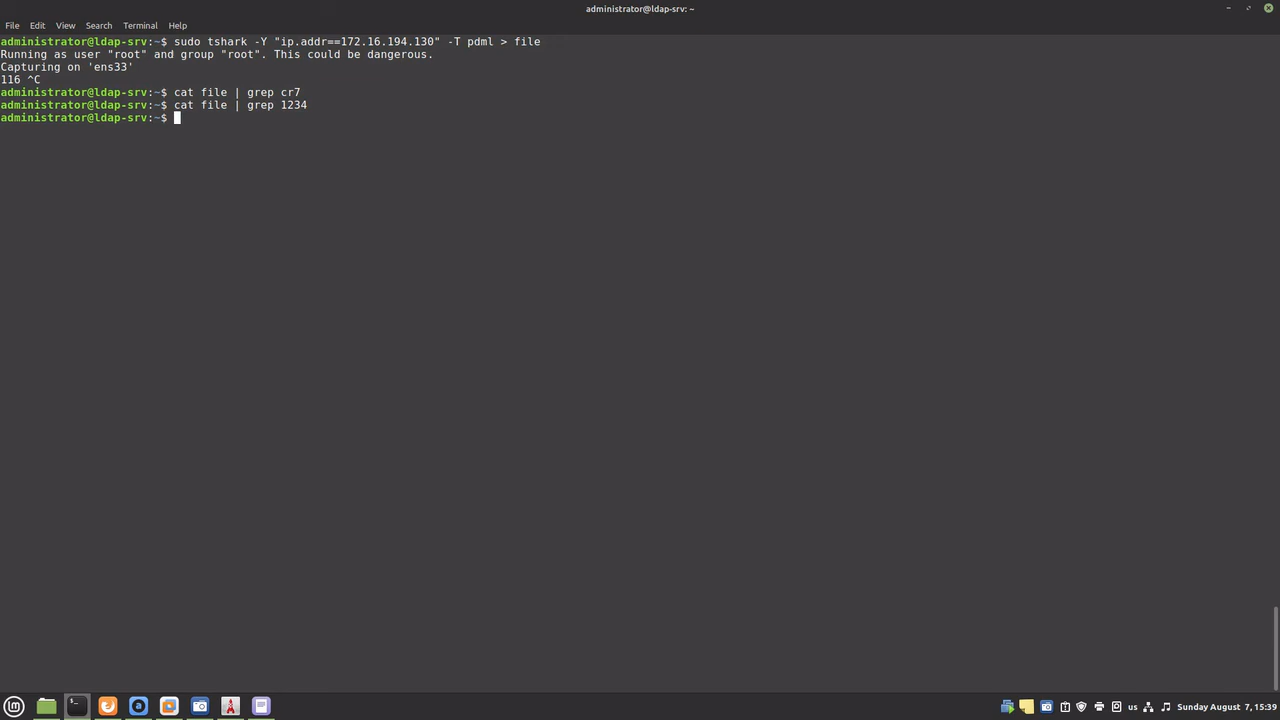 administrator@ldap-srv: ~
File Edit View Search Terminal Help
administrator@ldap-srv:~$ sudo tshark -Y "ip.addr==172.16.194.130" -T pdml > file
Running as user "root" and group "root". This could be dangerous.
Capturing on 'ens33'
116 ^C
administrator@ldap-srv:~$ cat file | grep cr7
administrator@ldap-srv:~$ cat file | grep 1234
administrator@ldap-srv:~$
us Sunday August 7, 15:39